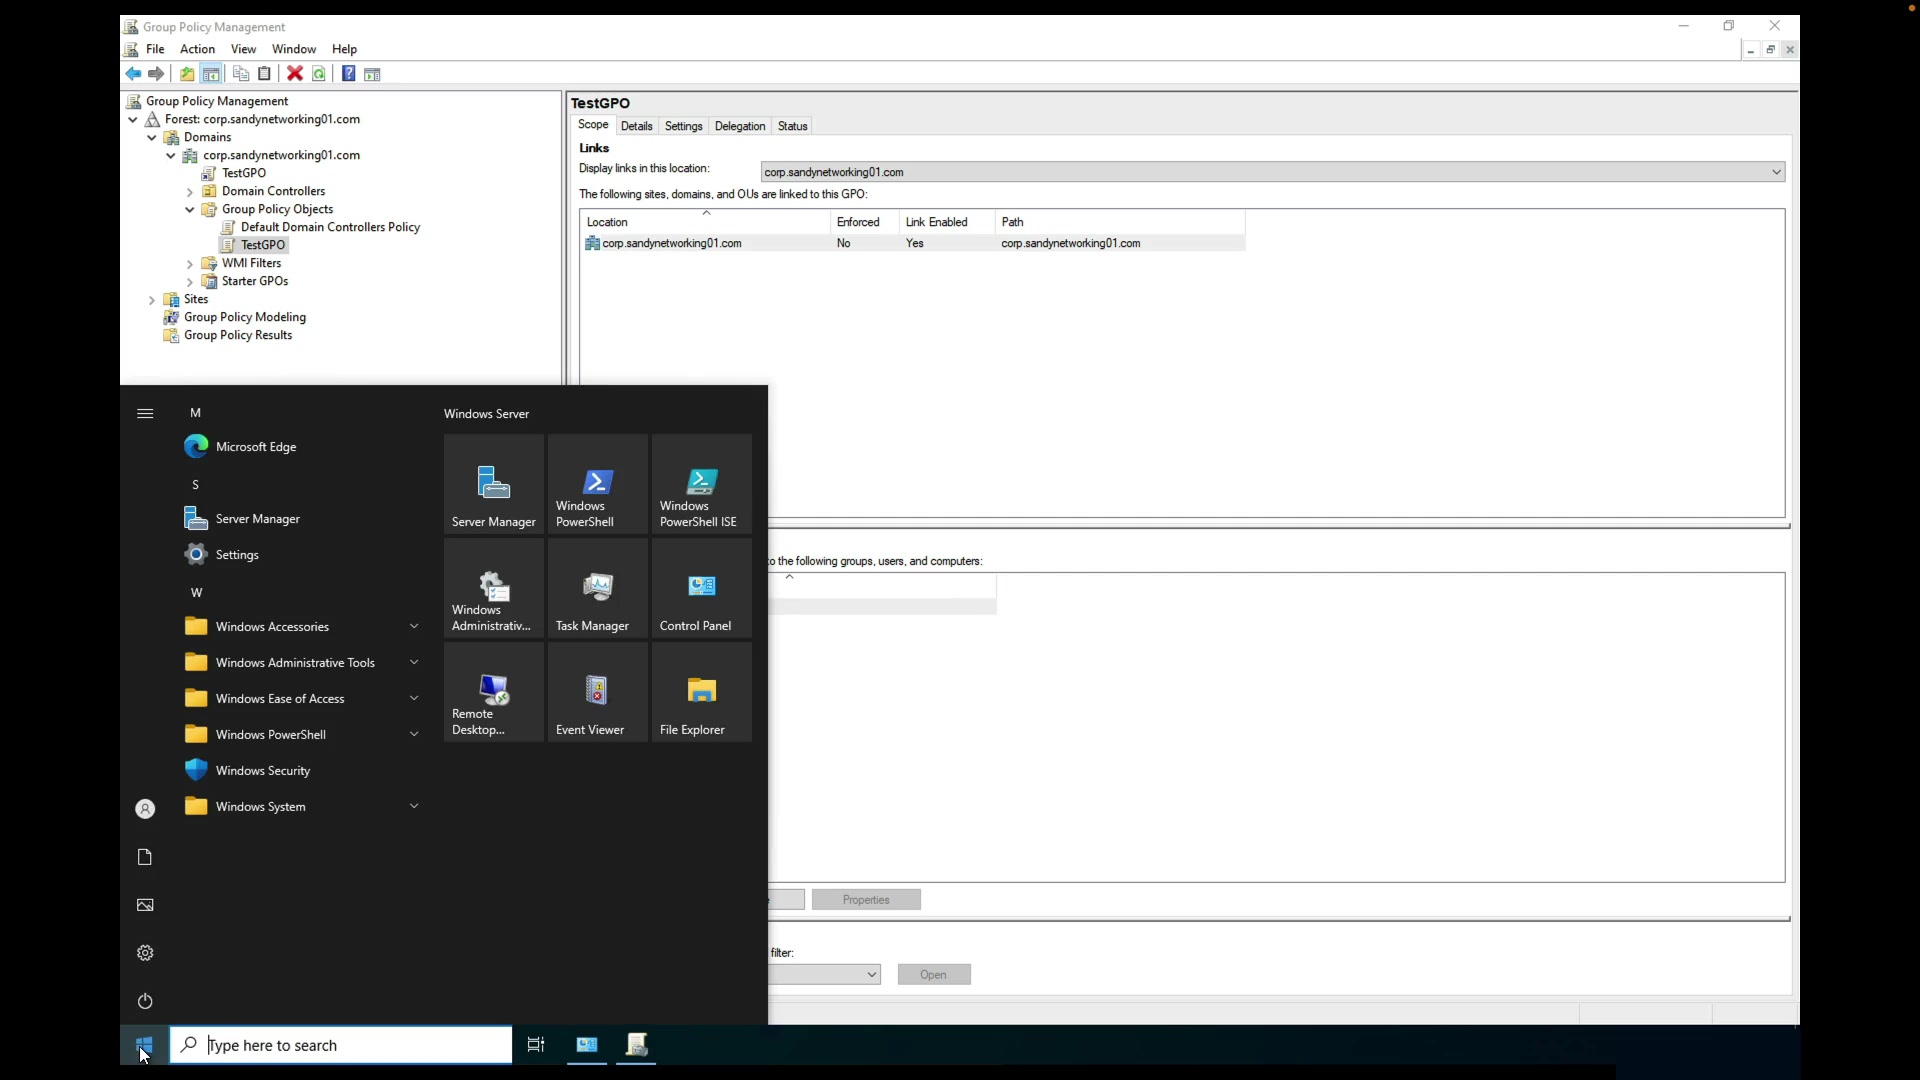 Group Policy Management
File Action View Window Help
Group Policy Management
Forest: corp.sandynetworking01.com
Domains
corp.sandynetworking01.com
TestGPO
Domain Controllers
Group Policy Objects
Default Domain Controllers Policy
TestGPO
WMI Filters
Starter GPOs
Sites
Group Policy Modeling
Group Policy Results
TestGPO
Scope Details Settings Delegation Status
Links
Display links in this location: corp.sandynetworking01.com
The following sites, domains, and OUs are linked to this GPO:
Location Enforced Link Enabled Path
corp.sandynetworking01.com No Yes corp.sandynetworking01.com
to the following groups, users, and computers:
Properties
filter:
Open
M
Microsoft Edge
S
Server Manager
Settings
W
Windows Accessories
Windows Administrative Tools
Windows Ease of Access
Windows PowerShell
Windows Security
Windows System
Windows Server
Server Manager
Windows PowerShell
Windows PowerShell ISE
Windows Administrativ...
Task Manager
Control Panel
Remote Desktop...
Event Viewer
File Explorer
Type here to search